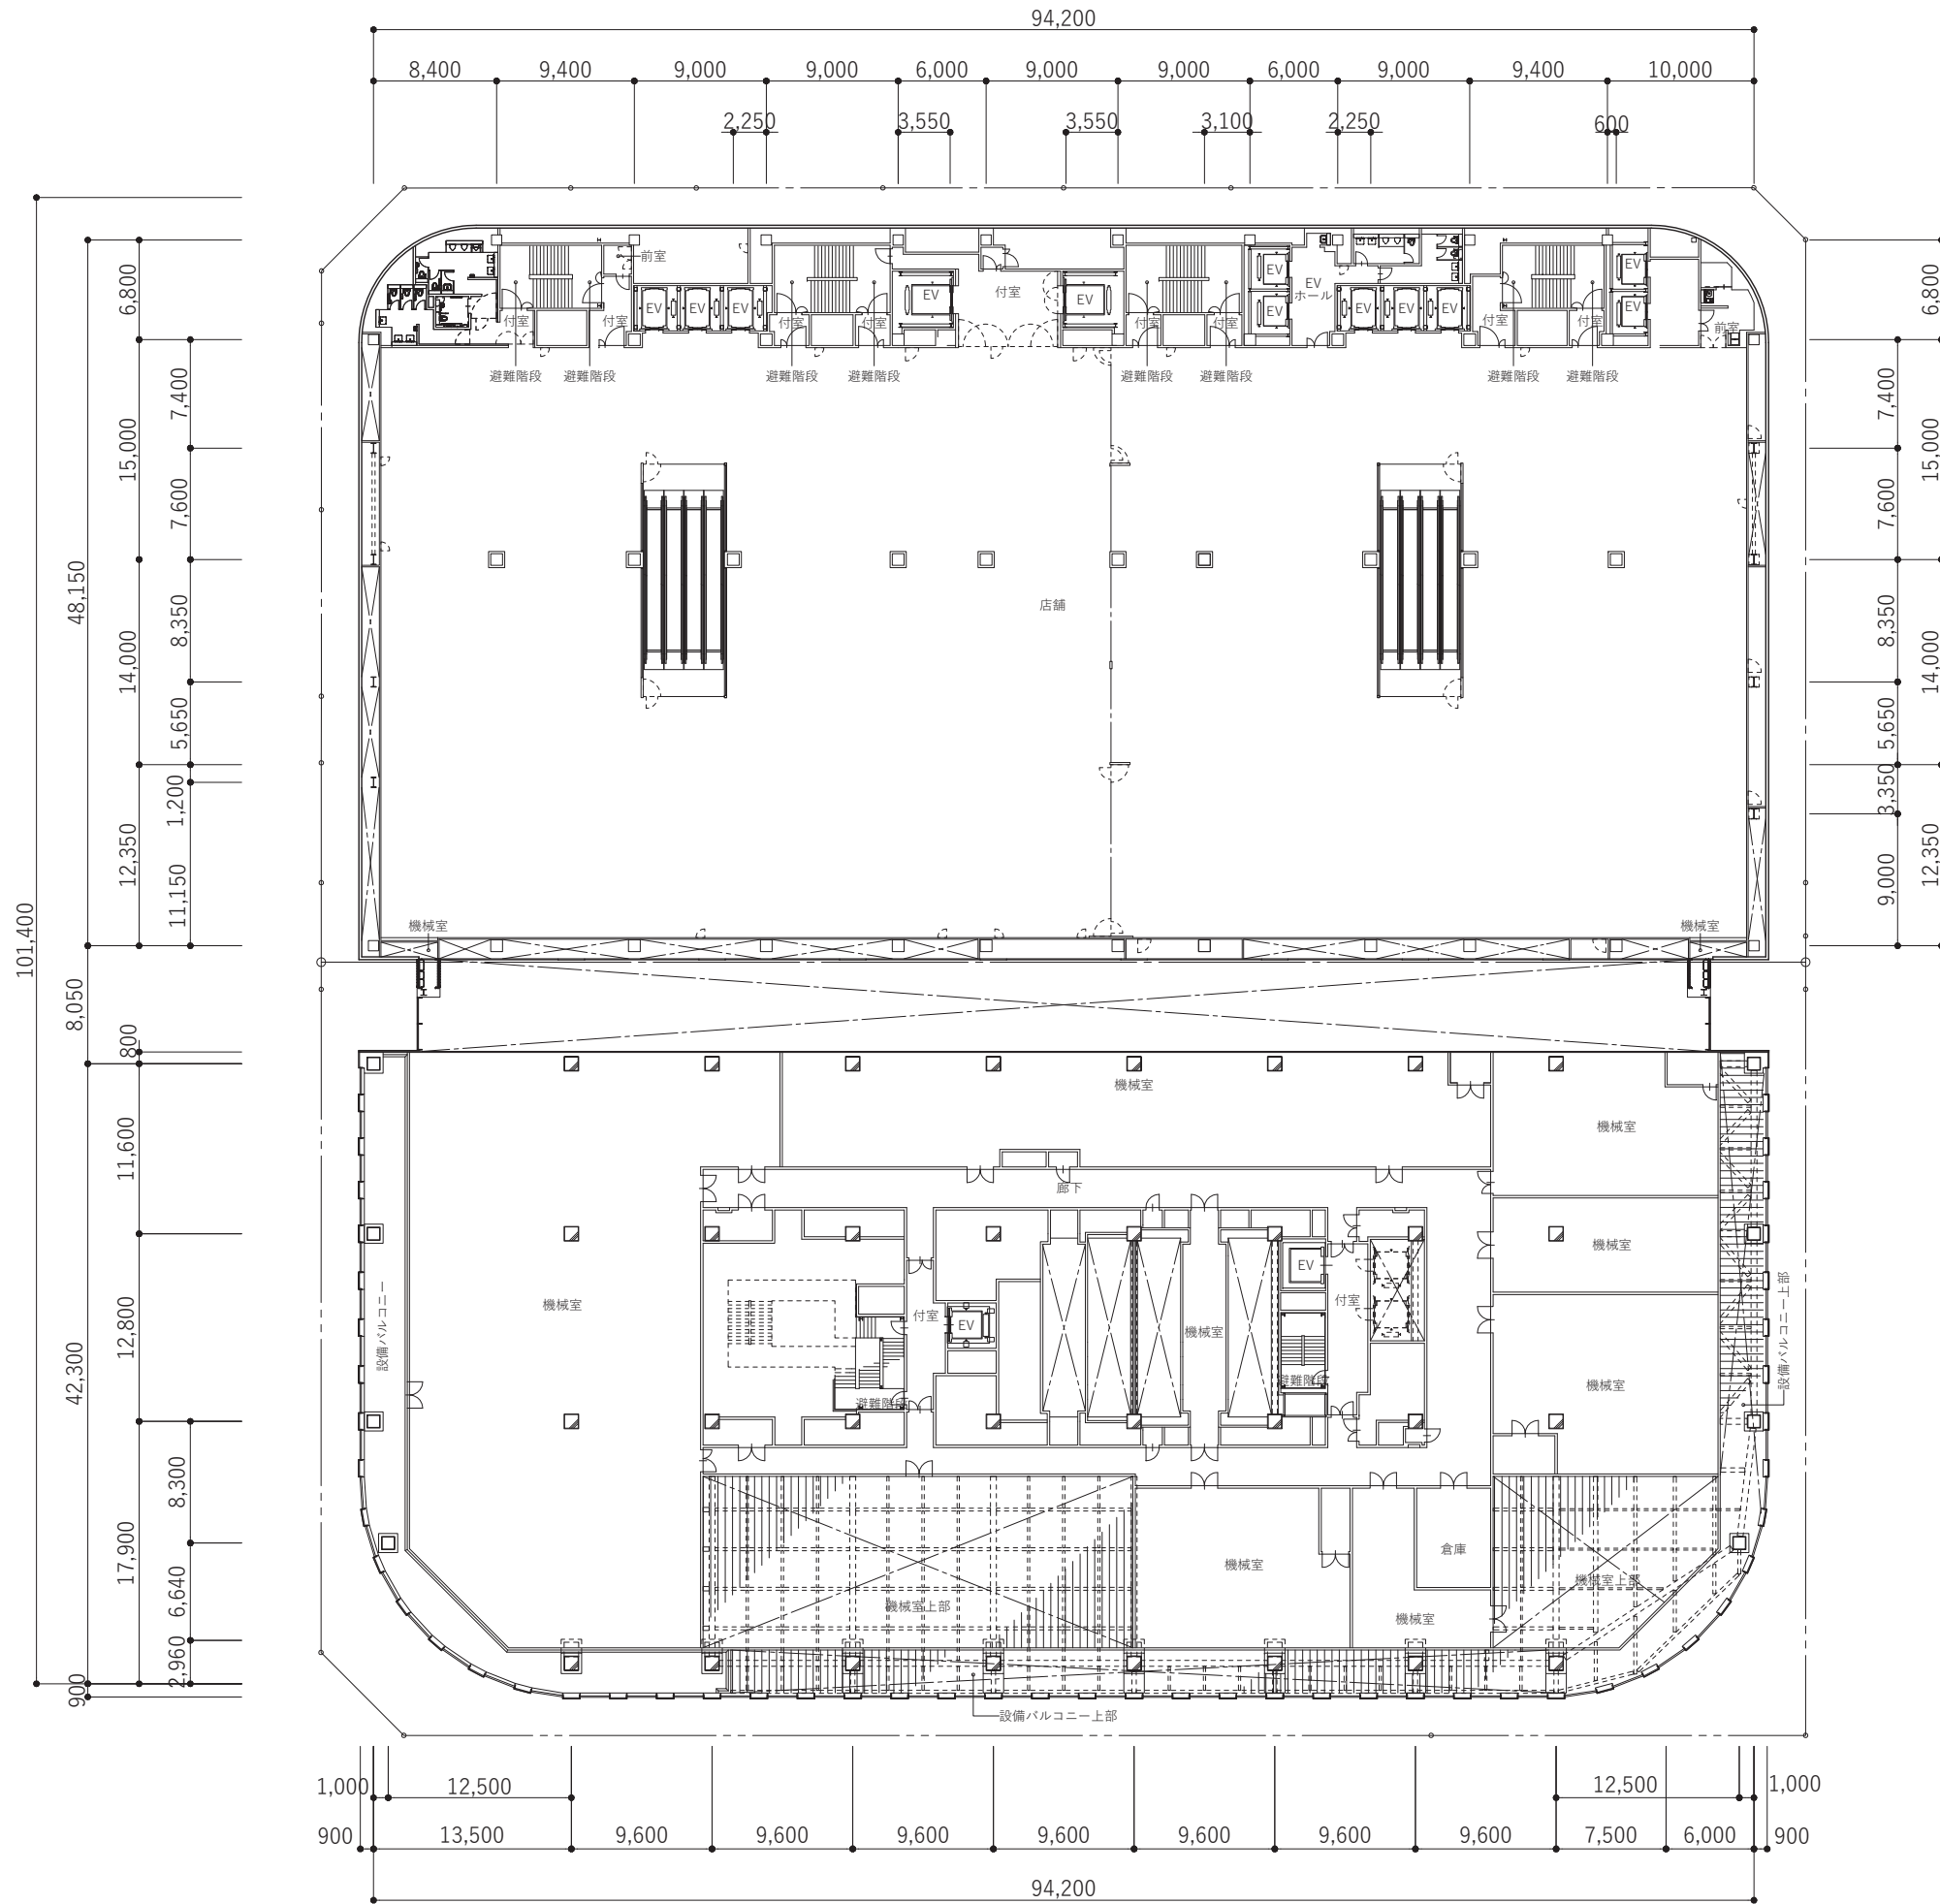 94,200
8,400 9,400 9,000 9,000 6,000 9,000 9,000 6,000 9,000 9,400 10,000
2,250 3,550 3,550 3,100 2,250 600
前室
EV EV EV EV 付室 EV EV EV
EV
ホール
EV EV EV EV EV
付室 付室 付室 付室 付室 付室 付室 付室 前室
避難階段 避難階段 避難階段 避難階段 避難階段 避難階段 避難階段 避難階段
店舗
機械室 機械室
101,400
48,150
8,050
42,300
900
6,800
15,000
14,000
12,350
800
11,600
12,800
17,900
7,400
7,600
8,350
5,650
1,200
11,150
8,300
6,640
2,960
7,400
7,600
8,350
5,650
3,350
9,000
6,800
15,000
14,000
12,350
機械室
機械室
廊下
機械室
EV
設備バルコニー
機械室
付室
EV
機械室
付室
設備バルコニー上部
避難階段
避難階段
機械室
機械室
倉庫
機械室上部
機械室上部
機械室
設備バルコニー上部
1,000 12,500 12,500 1,000
900 13,500 9,600 9,600 9,600 9,600 9,600 9,600 9,600 7,500 6,000 900
94,200